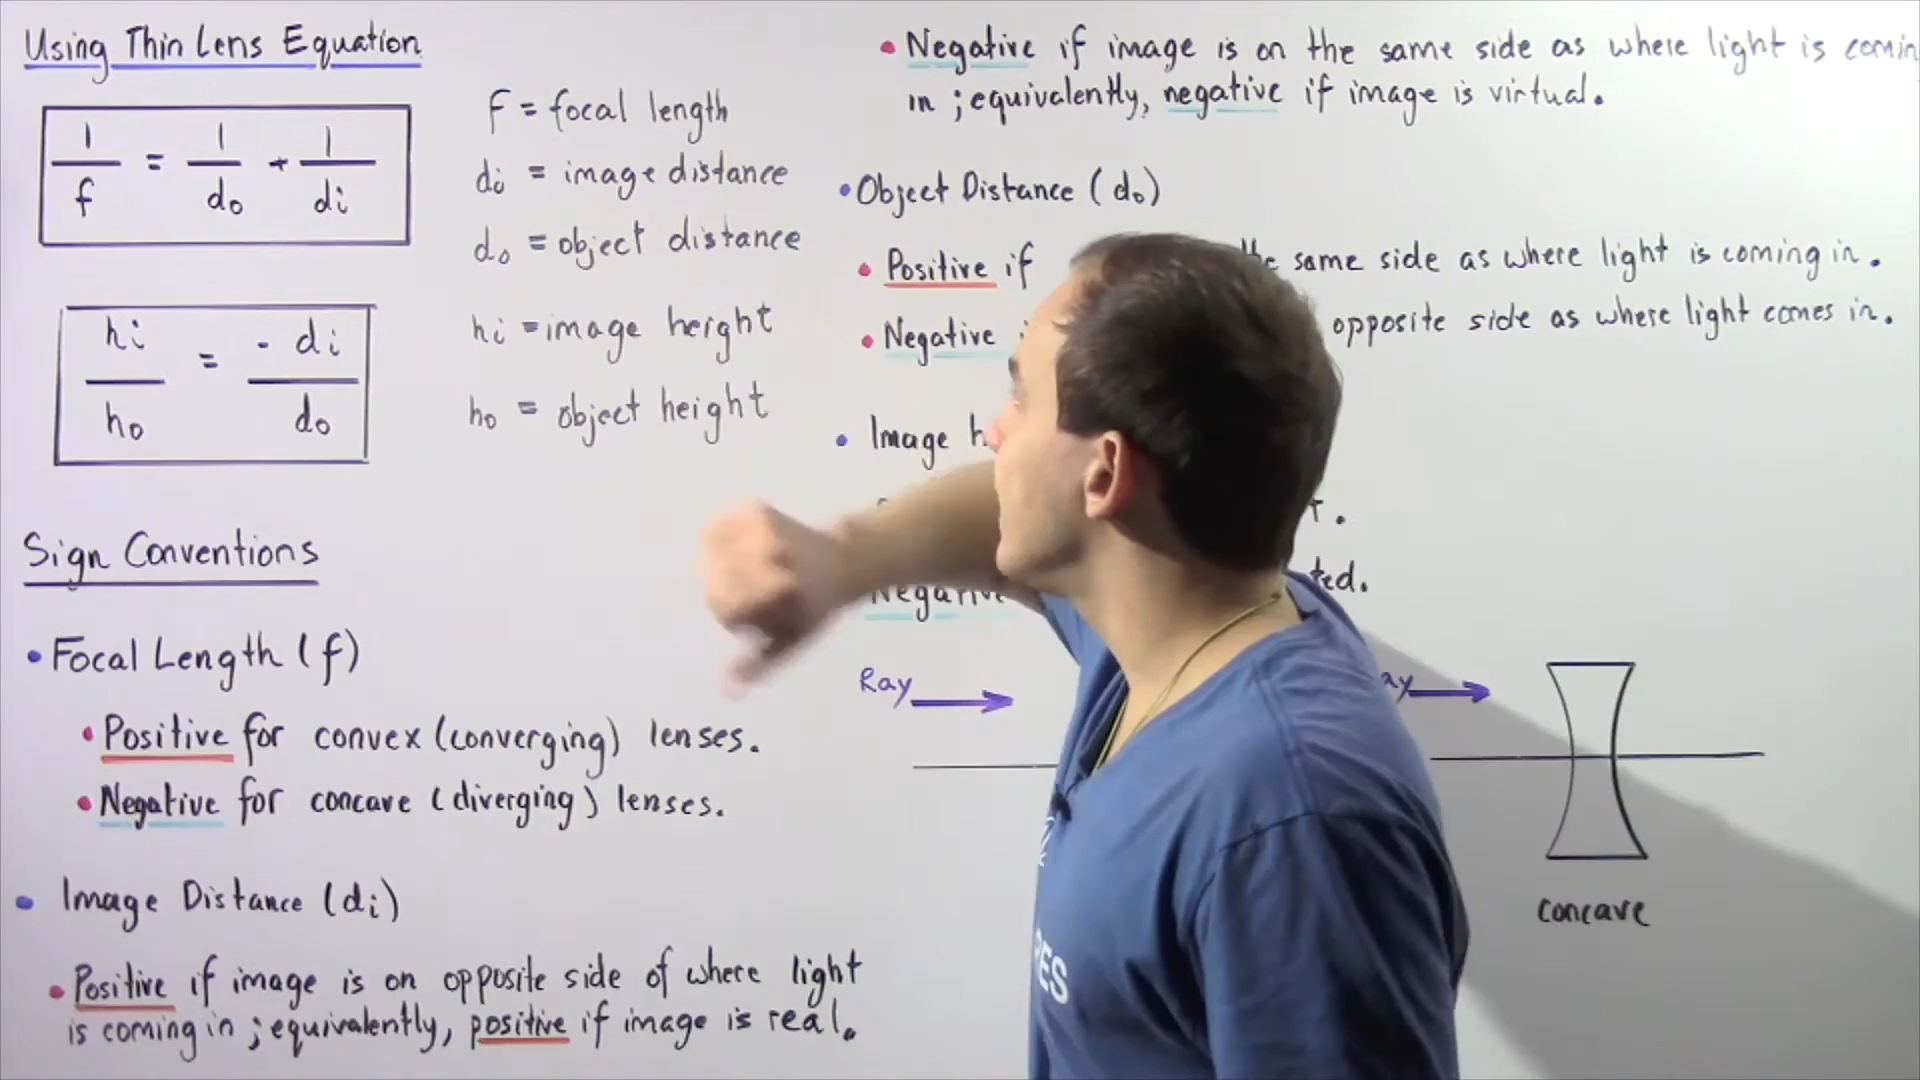 Using Thin Lens Equation
1/f = 1/do + 1/di
hi/ho = - di/do
f = focal length
di = image distance
do = object distance
hi = image height
ho = object height
Sign Conventions
• Focal Length (f)
• Positive for convex (converging) lenses.
• Negative for concave (diverging) lenses.
• Image Distance (di)
• Positive if image is on opposite side of where light
is coming in ; equivalently, positive if image is real.
• Negative if image is on the same side as where light is comin
in ; equivalently, negative if image is virtual.
• Object Distance (do)
• Positive if same side as where light is coming in.
• Negative opposite side as where light comes in.
• Image
Negative
Ray
concave